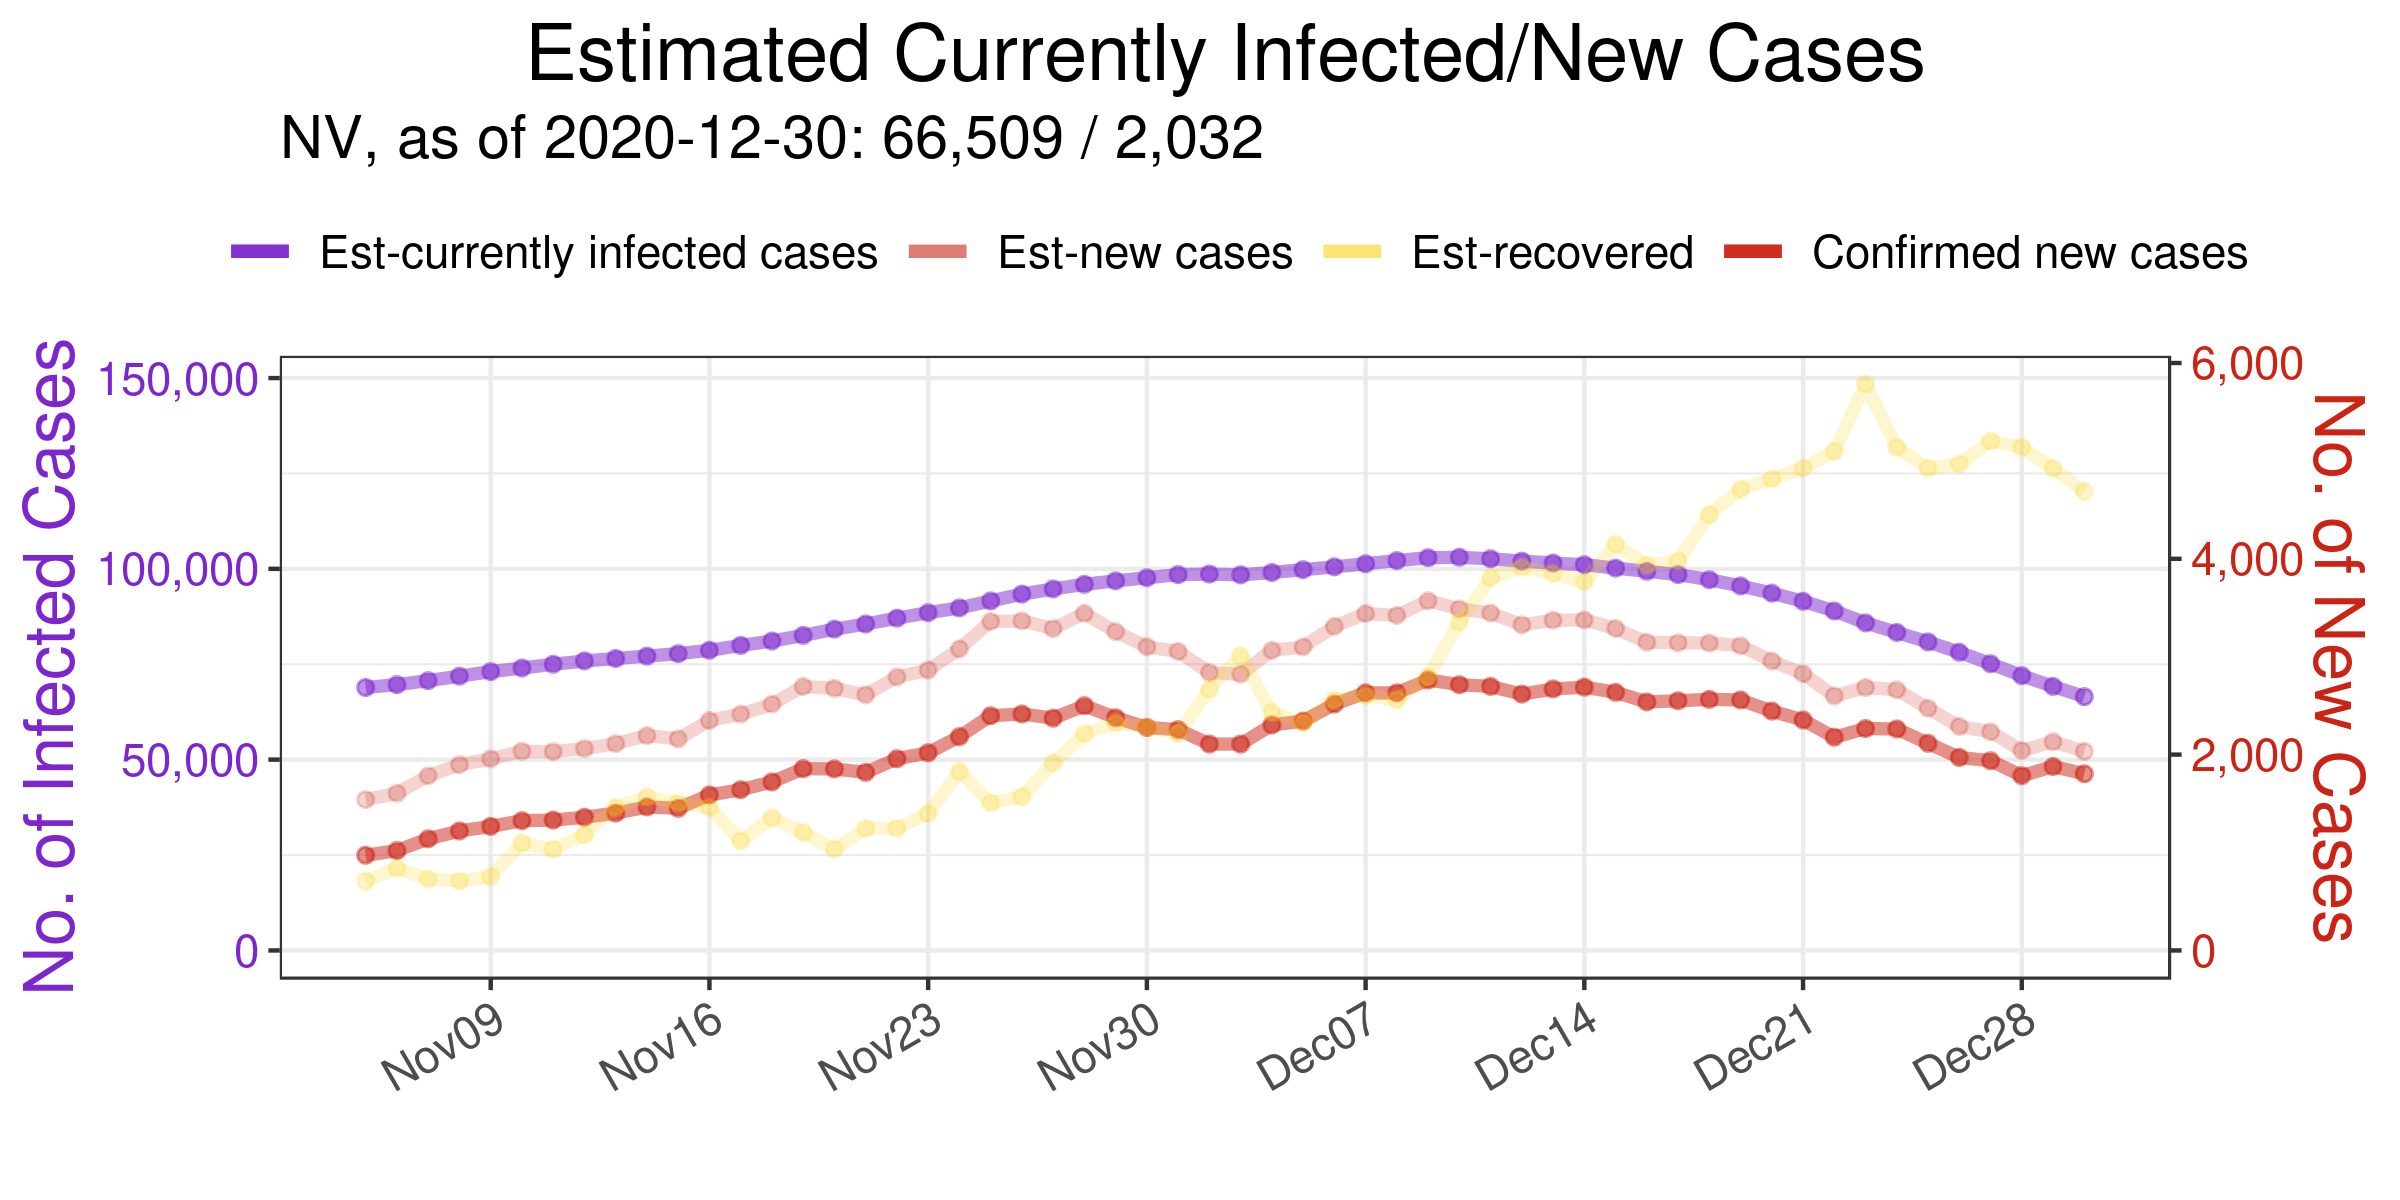 Estimated Currently Infected/New Cases
NV, as of 2020-12-30: 66,509 / 2,032
Est-currently infected cases Est-new cases Est-recovered Confirmed new cases
No. of Infected Cases
150,000
100,000
50,000
0
6,000
4,000
2,000
0
No. of New Cases
Nov09 Nov16 Nov23 Nov30 Dec07 Dec14 Dec21 Dec28